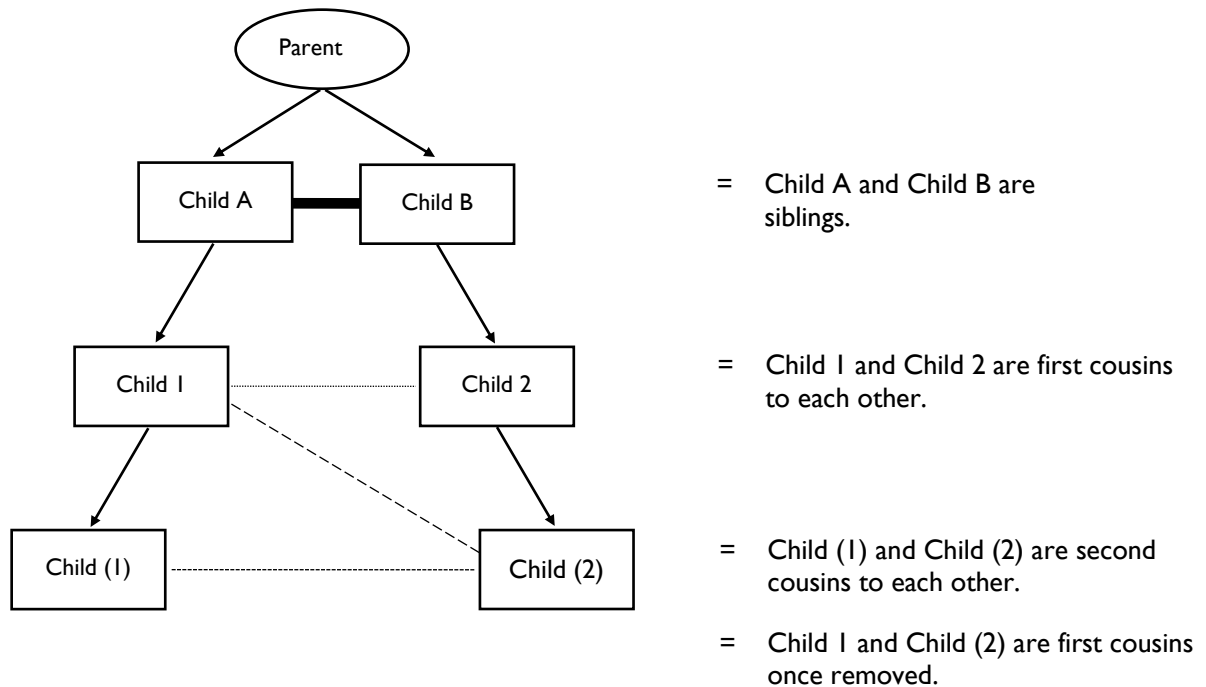 Parent
Child A
Child B
= Child A and Child B are
siblings.
Child 1
Child 2
= Child 1 and Child 2 are first cousins
to each other.
Child (1)
Child (2)
= Child (1) and Child (2) are second
cousins to each other.
= Child 1 and Child (2) are first cousins
once removed.